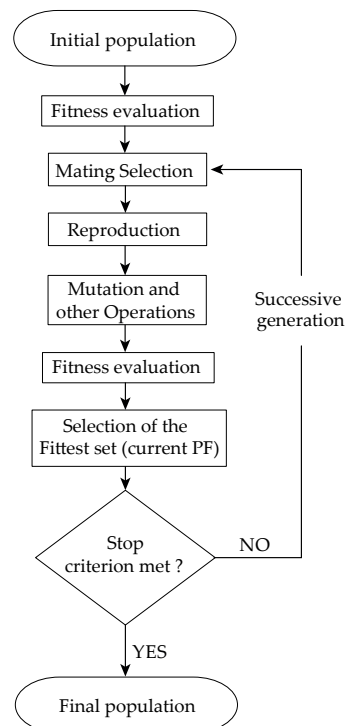 Initial population
Fitness evaluation
Mating Selection
Reproduction
Mutation and
other Operations
Successive
generation
Fitness evaluation
Selection of the
Fittest set (current PF)
Stop
criterion met ?
NO
YES
Final population